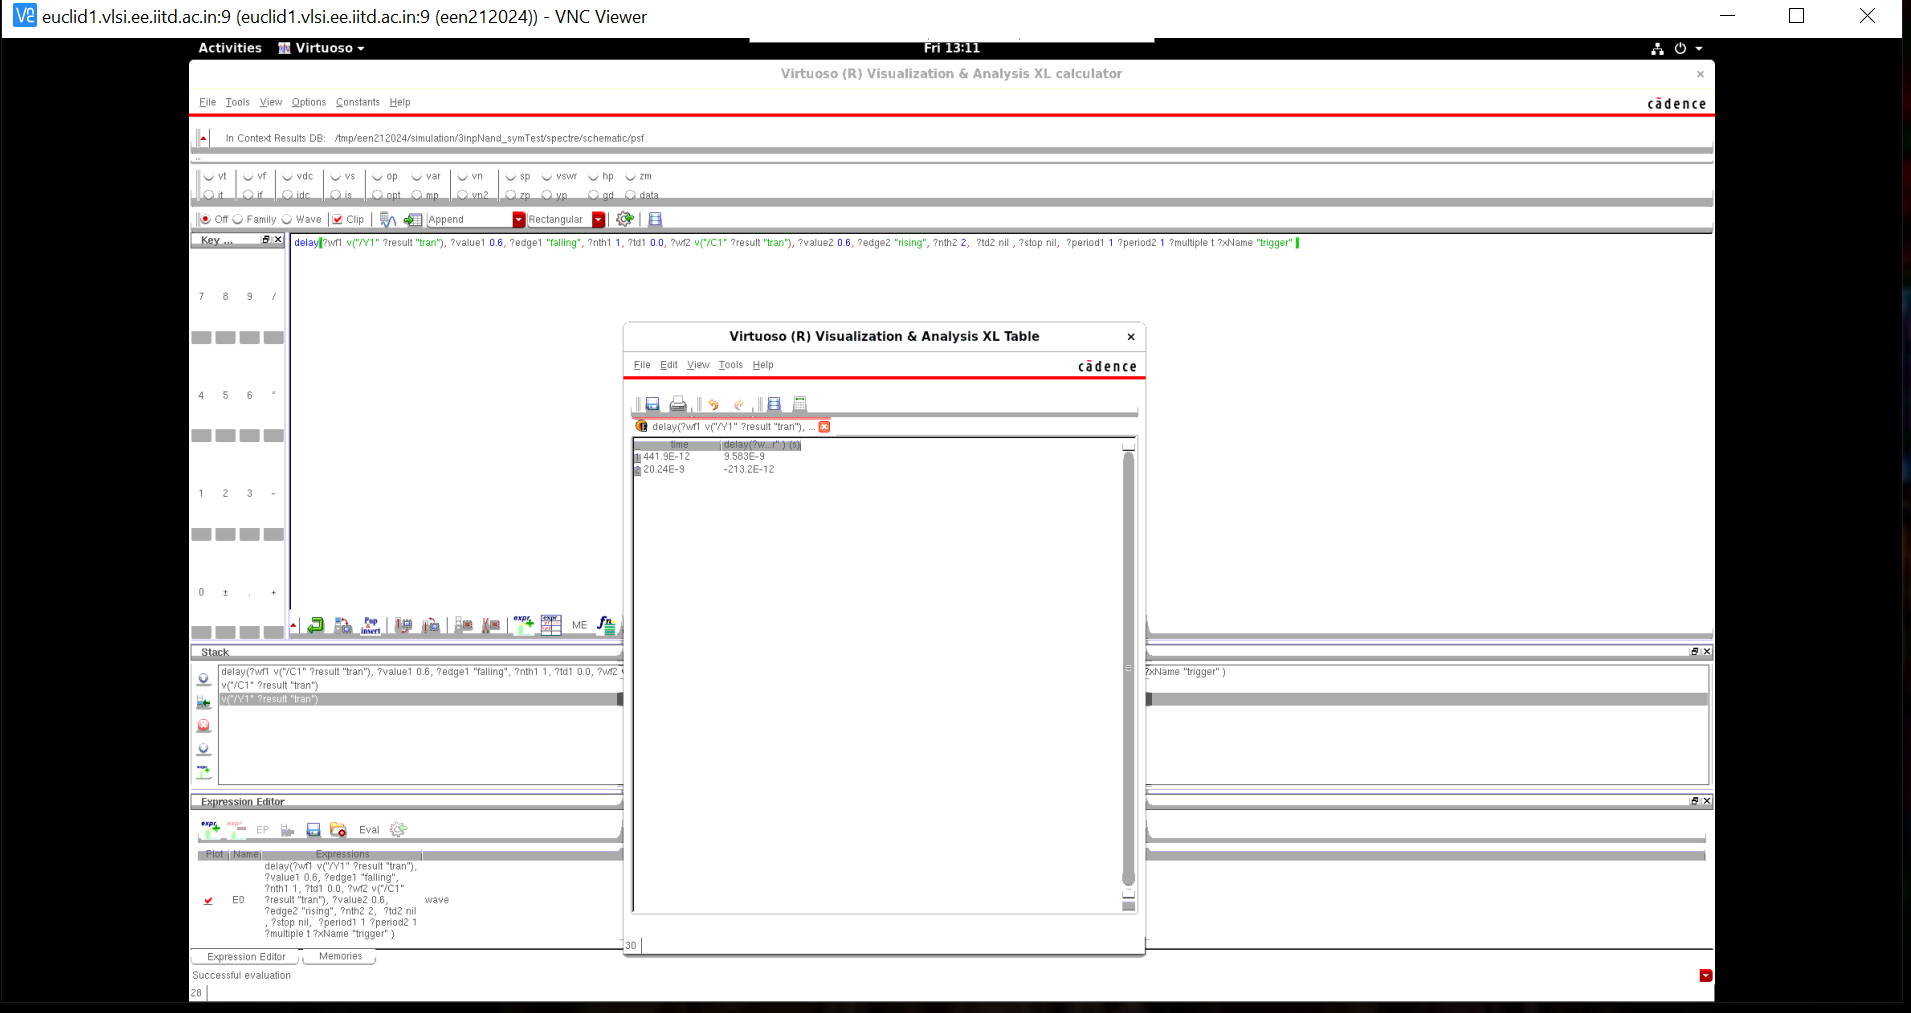 euclid1.vlsi.ee.iitd.ac.in:9 (euclid1.vlsi.ee.iitd.ac.in:9 (een212024)) - VNC Viewer
Activities Virtuoso Fri 13:11
Virtuoso (R) Visualization & Analysis XL calculator
File Tools View Options Constants Help cādence
In Context Results DB: /tmp/een212024/simulation/3inpNand_symTest/spectre/schematic/psf
vt vf vdc vs op var vn sp vswr hp zm
it if idc is opt mp vn2 zp yp gd data
Off Family Wave Clip Append Rectangular
Key ...
delay(?wf1 v("/Y1" ?result "tran"), ?value1 0.6, ?edge1 "falling", ?nth1 1, ?td1 0.0, ?wf2 v("/C1" ?result "tran"), ?value2 0.6, ?edge2 "rising", ?nth2 2, ?td2 nil , ?stop nil, ?period1 1 ?period2 1 ?multiple t ?xName "trigger" )
7 8 9 /
4 5 6 *
1 2 3 -
0 ± . +
Virtuoso (R) Visualization & Analysis XL Table
File Edit View Tools Help cādence
delay(?wf1 v("/Y1" ?result "tran"), ...
time delay(?w...r" ) (s)
1 441.9E-12 9.583E-9
2 20.24E-9 -213.2E-12
30
Pop
insert
expr
expr
ME
fn
Stack
delay(?wf1 v("/C1" ?result "tran"), ?value1 0.6, ?edge1 "falling", ?nth1 1, ?td1 0.0, ?wf2 ?xName "trigger" )
v("/C1" ?result "tran")
v("/Y1" ?result "tran")
expr
Expression Editor
expr expr EP Eval
Plot Name Expressions
E0
delay(?wf1 v("/Y1" ?result "tran"),
?value1 0.6, ?edge1 "falling",
?nth1 1, ?td1 0.0, ?wf2 v("/C1"
?result "tran"), ?value2 0.6,
?edge2 "rising", ?nth2 2, ?td2 nil
, ?stop nil, ?period1 1 ?period2 1
?multiple t ?xName "trigger" )
wave
Expression Editor Memories
Successful evaluation
28